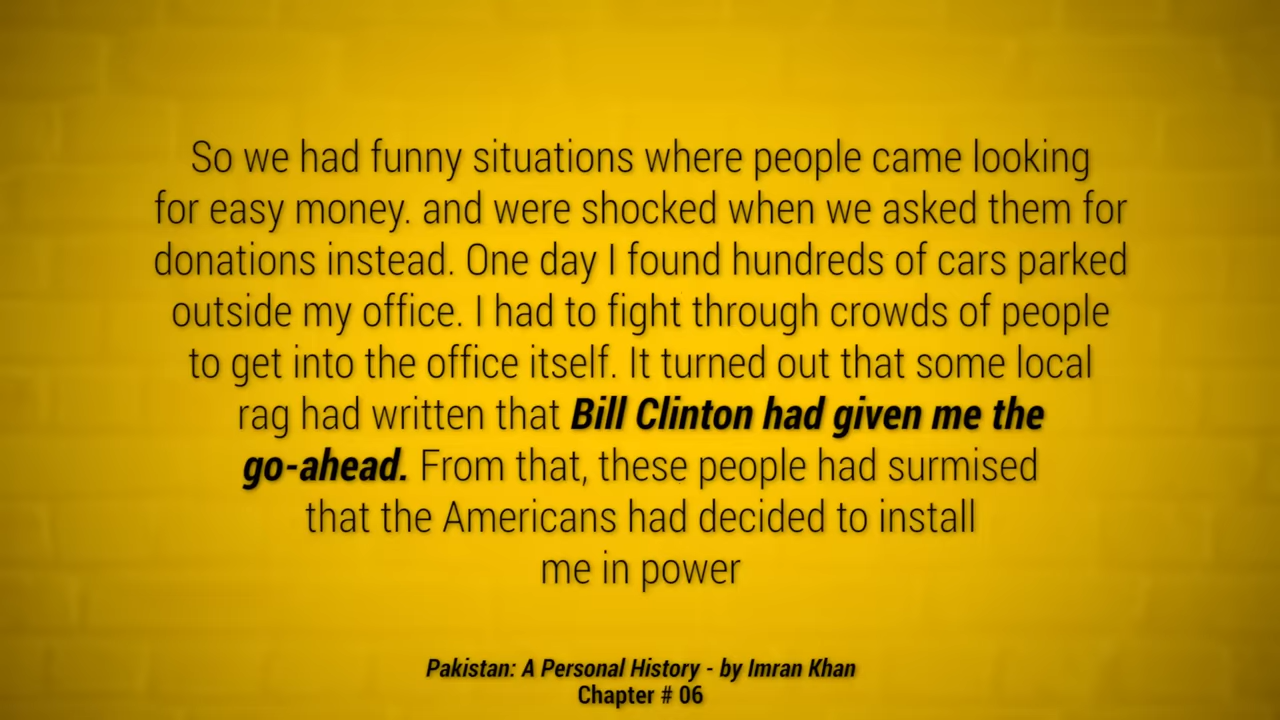 So we had funny situations where people came looking
for easy money. and were shocked when we asked them for
donations instead. One day I found hundreds of cars parked
outside my office. I had to fight through crowds of people
to get into the office itself. It turned out that some local
rag had written that Bill Clinton had given me the
go-ahead. From that, these people had surmised
that the Americans had decided to install
me in power
Pakistan: A Personal History - by Imran Khan
Chapter # 06